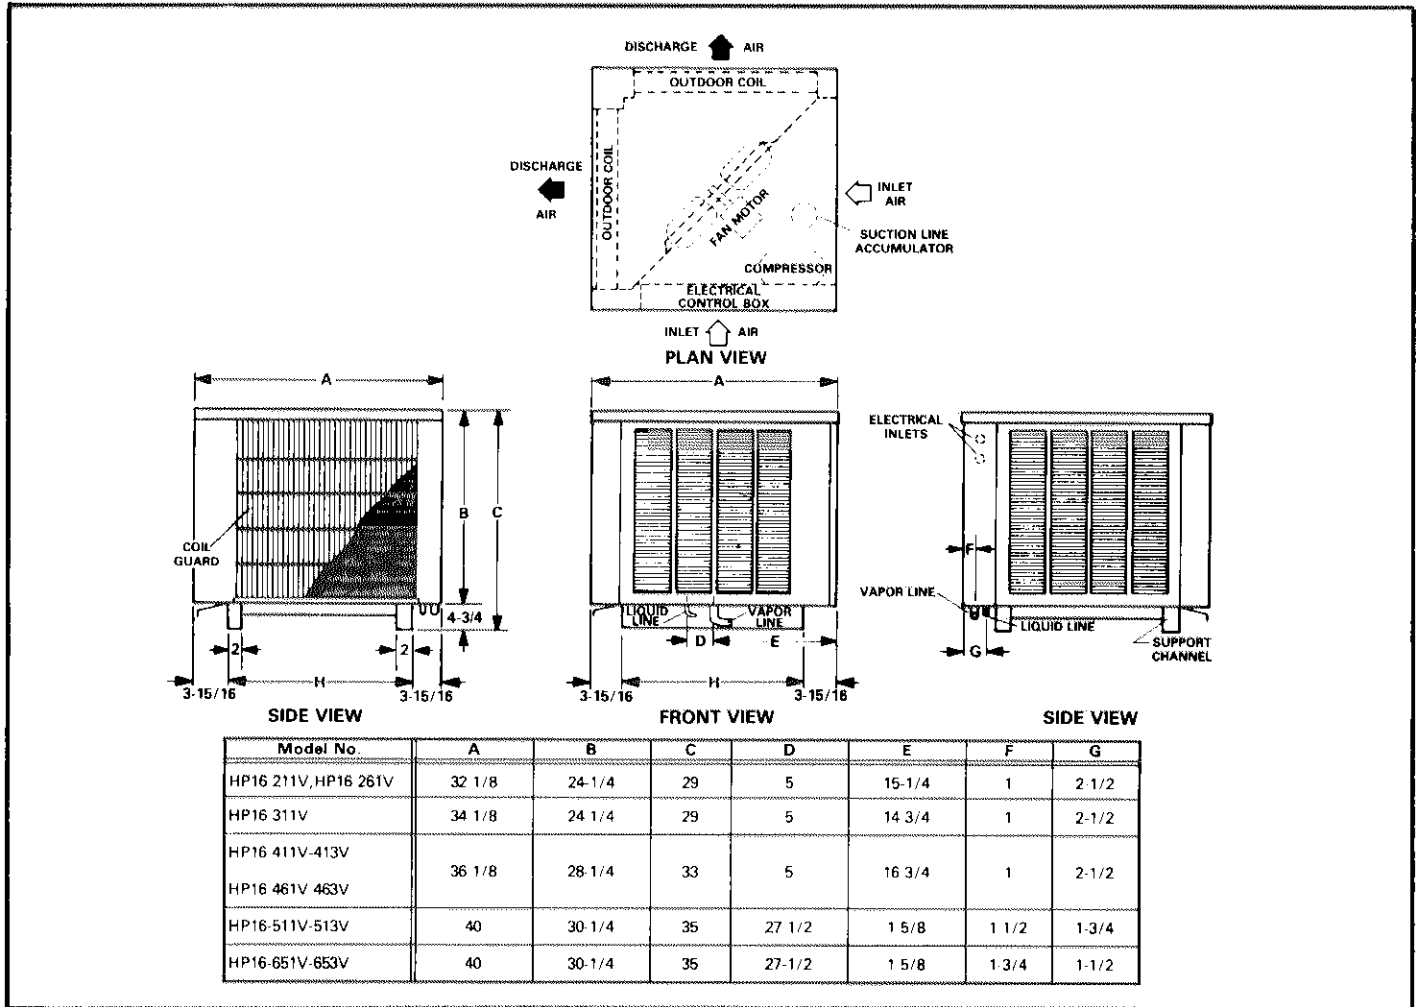 DISCHARGE AIR
OUTDOOR COIL
DISCHARGE
AIR
OUTDOOR COIL
FAN MOTOR
INLET
AIR
SUCTION LINE
ACCUMULATOR
COMPRESSOR
ELECTRICAL
CONTROL BOX
INLET AIR
PLAN VIEW
A
COIL
GUARD
B
C
4-3/4
2
2
3-15/16
H
3-15/16
SIDE VIEW
A
LIQUID
LINE
VAPOR
LINE
D
E
3-15/16
H
3-15/16
FRONT VIEW
ELECTRICAL
INLETS
F
VAPOR LINE
LIQUID LINE
G
SUPPORT
CHANNEL
SIDE VIEW
Model No. A B C D E F G
HP16 211V, HP16 261V 32 1/8 24-1/4 29 5 15-1/4 1 2-1/2
HP16 311V 34 1/8 24 1/4 29 5 14 3/4 1 2-1/2
HP16 411V-413V
HP16 461V 463V 36 1/8 28-1/4 33 5 16 3/4 1 2-1/2
HP16-511V-513V 40 30-1/4 35 27 1/2 1 5/8 1 1/2 1-3/4
HP16-651V-653V 40 30-1/4 35 27-1/2 1 5/8 1-3/4 1-1/2